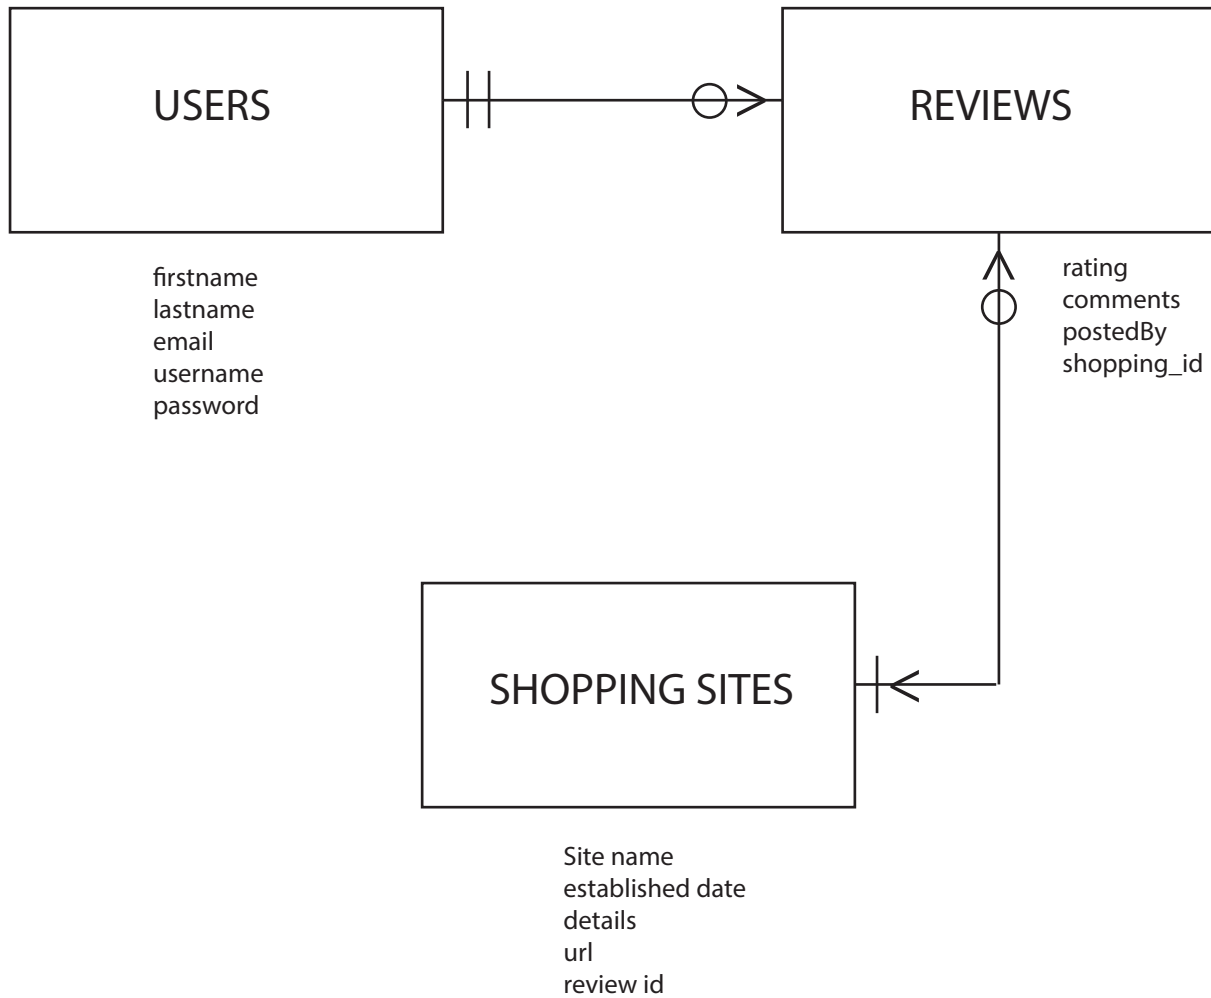 USERS
REVIEWS
firstname
lastname
email
username
password
rating
comments
postedBy
shopping_id
SHOPPING SITES
Site name
established date
details
url
review id